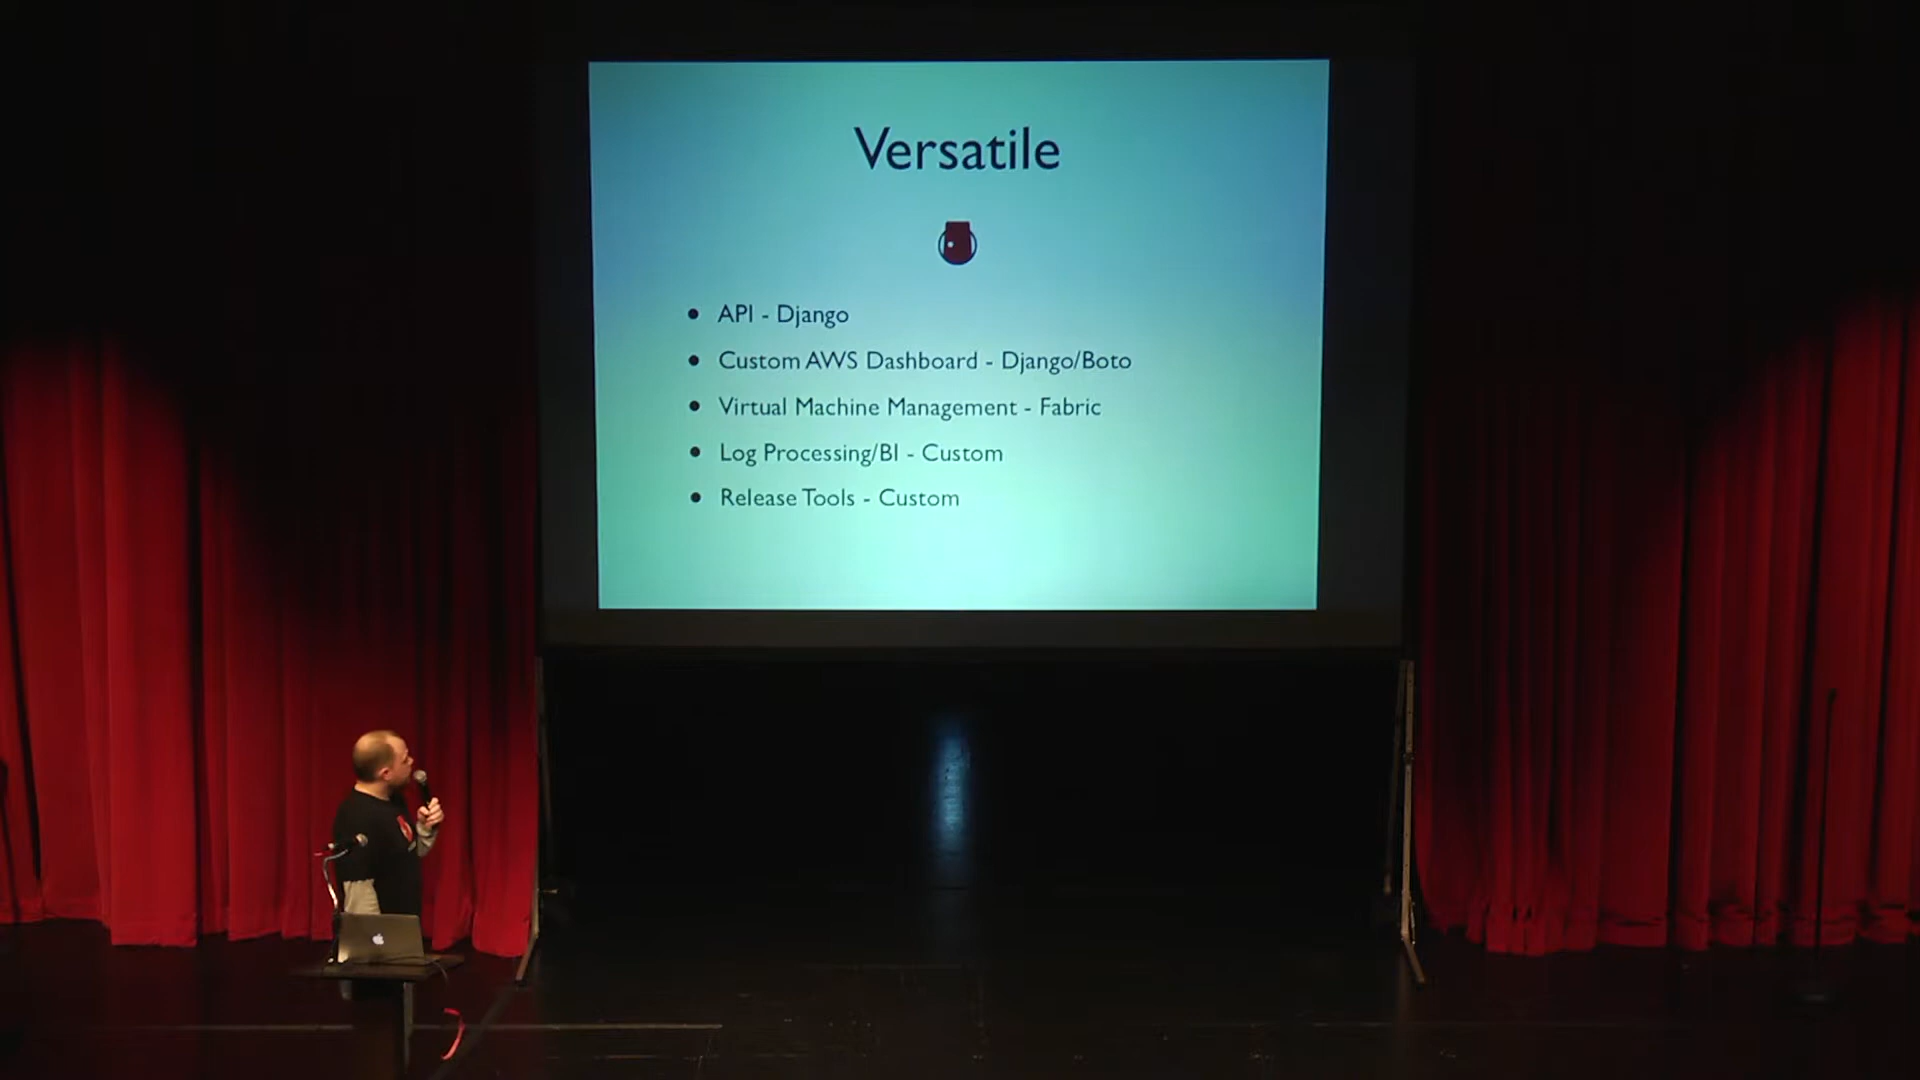 Versatile
API - Django
Custom AWS Dashboard - Django/Boto
Virtual Machine Management - Fabric
Log Processing/BI - Custom
Release Tools - Custom